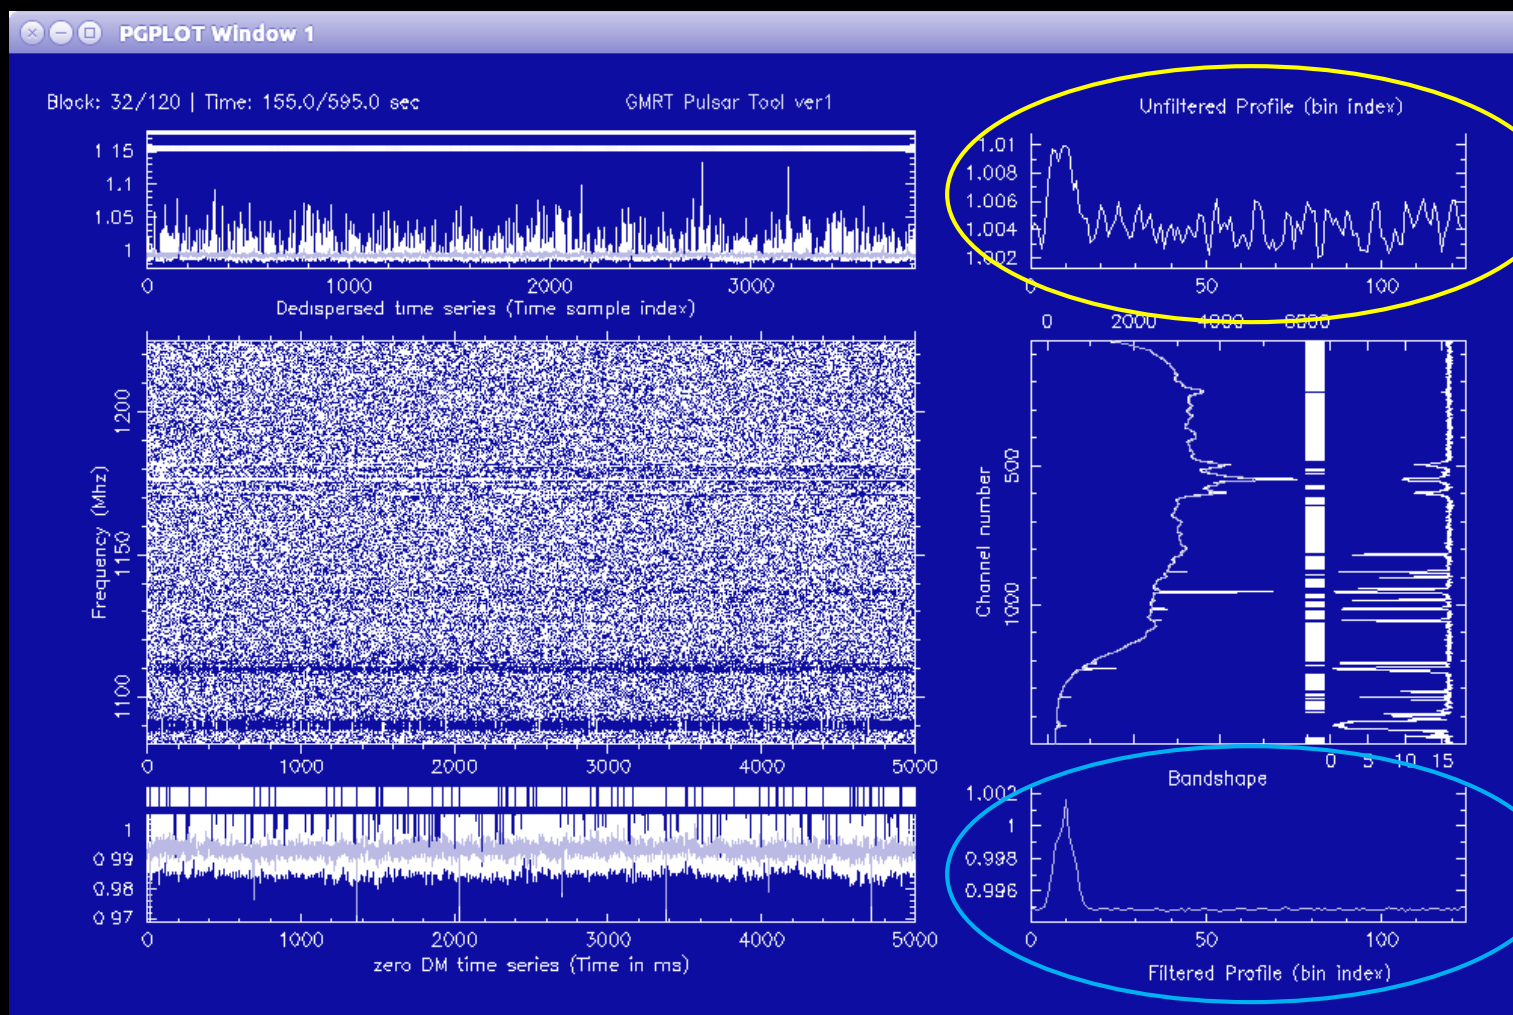 PGPLOT Window 1
Block: 32/120 | Time: 155.0/595.0 sec
GMRT Pulsar Tool ver1
Unfiltered Profile (bin index)
1.15
1.1
1.05
1
0 1000 2000 3000
Dedispersed time series (Time sample index)
1.01
1.008
1.006
1.004
1.002
0 50 100
0 2000 4000 6000
Frequency (Mhz)
1200
1150
1100
0 1000 2000 3000 4000 5000
Channel number
500
1000
0 5 10 15
Bandshape
1
0.99
0.98
0.97
0 1000 2000 3000 4000 5000
zero DM time series (Time in ms)
1.002
1
0.998
0.996
0 50 100
Filtered Profile (bin index)